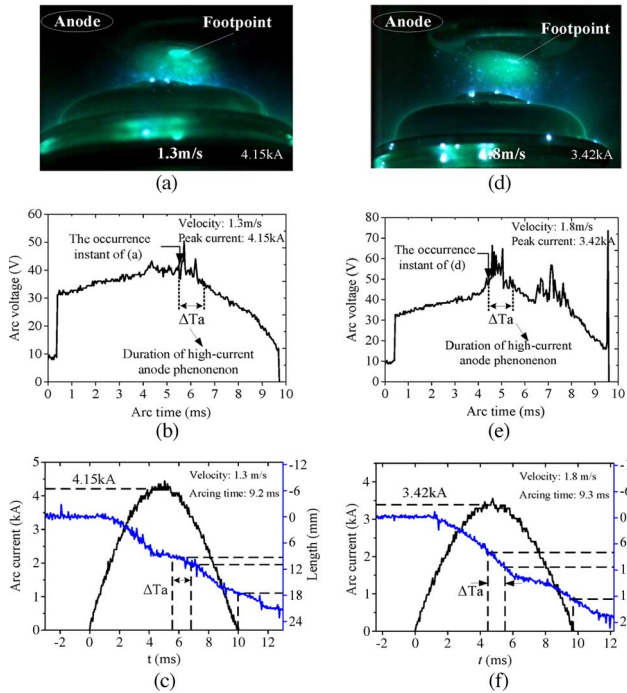 Anode
Footpoint
1.3m/s
4.15kA
(a)
Anode
Footpoint
1.8m/s
3.42kA
(d)
60
50
40
30
20
10
0
Arc voltage (V)
Velocity: 1.3m/s
Peak current: 4.15kA
The occurrence
instant of (a)
ΔTa
Duration of high-current
anode phenonenon
0 1 2 3 4 5 6 7 8 9 10
Arc time (ms)
(b)
80
70
60
50
40
30
20
10
0
Arc voltage (V)
Velocity: 1.8m/s
Peak current: 3.42kA
The occurrence
instant of (d)
ΔTa
Duration of high-current
anode phenonenon
0 1 2 3 4 5 6 7 8 9 10
Arc time (ms)
(e)
5
4
3
2
1
0
Arc current (kA)
4.15kA
Velocity: 1.3 m/s
Arcing time: 9.2 ms
ΔTa
-12
-6
0
6
12
18
24
Length (mm)
-2 0 2 4 6 8 10 12
t (ms)
(c)
4
3
2
1
0
Arc current (kA)
3.42kA
Velocity: 1.8 m/s
Arcing time: 9.3 ms
ΔTa
0
-2 0 2 4 6 8 10 12
t (ms)
(f)